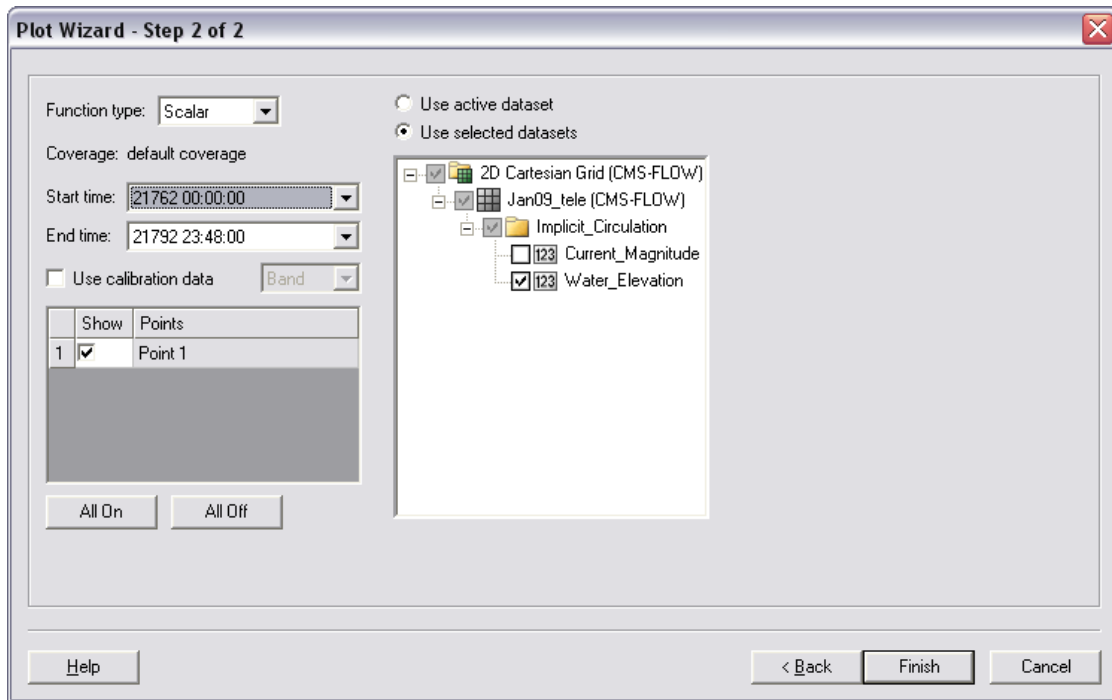 Plot Wizard - Step 2 of 2
Function type: Scalar
Coverage: default coverage
Start time: 21762 00:00:00
End time: 21792 23:48:00
Use calibration data Band
Show Points
1 Point 1
All On All Off
Use active dataset
Use selected datasets
2D Cartesian Grid (CMS-FLOW)
Jan09_tele (CMS-FLOW)
Implicit_Circulation
123 Current_Magnitude
123 Water_Elevation
Help < Back Finish Cancel